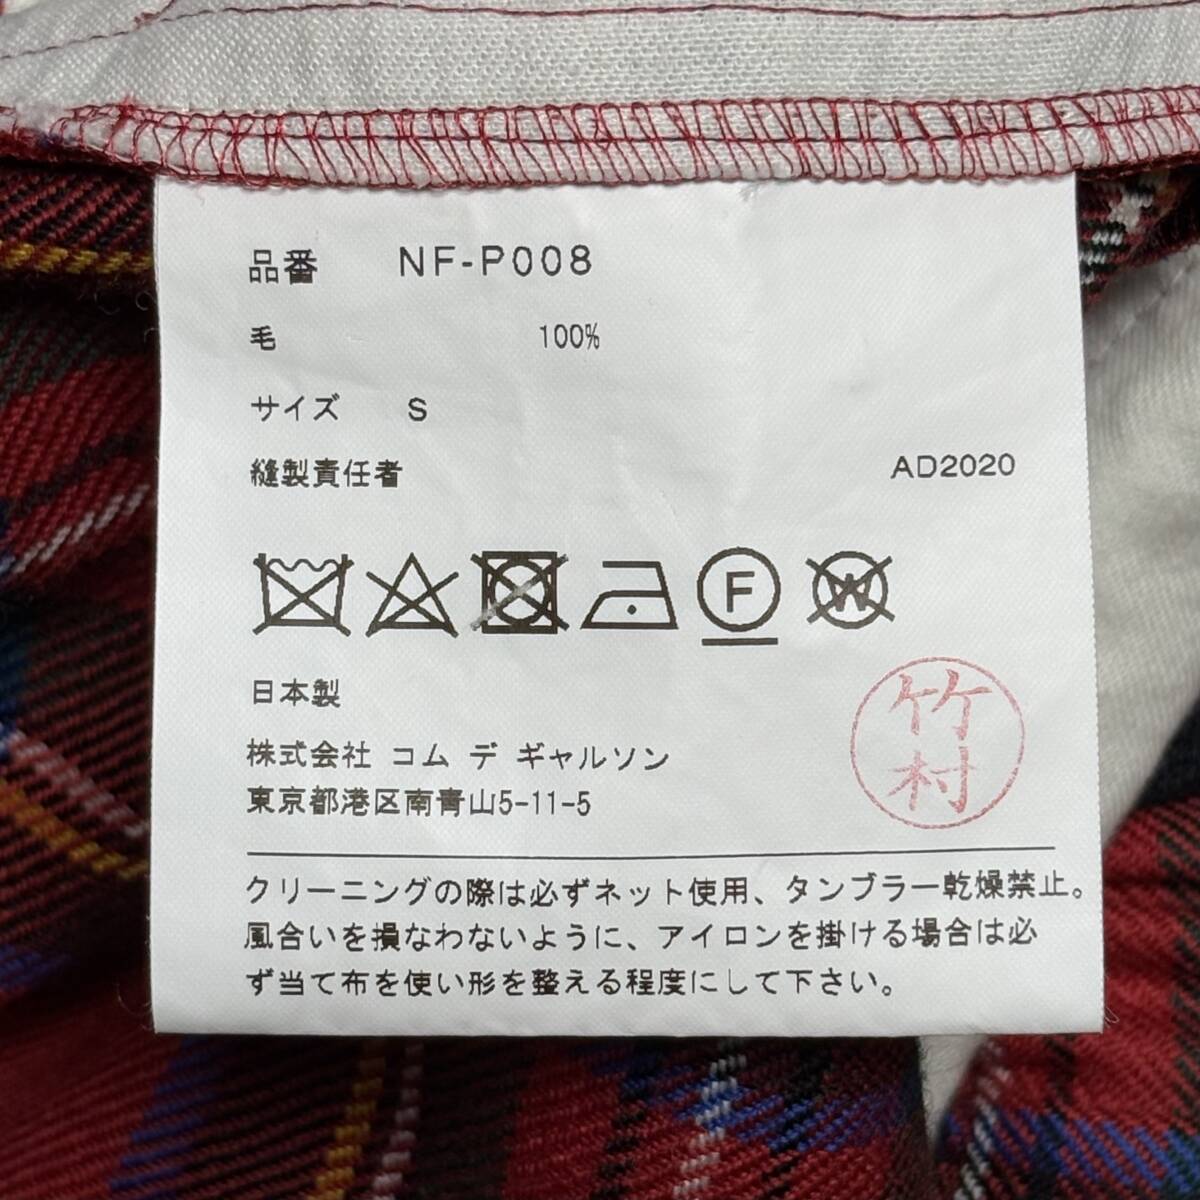 品番 NF-P008
毛 100%
サイズ S
縫製責任者 AD2020
F W
日本製
竹村
株式会社 コム デ ギャルソン
東京都港区南青山5-11-5
クリーニングの際は必ずネット使用、タンブラー乾燥禁止。
風合いを損なわないように、アイロンを掛ける場合は必
ず当て布を使い形を整える程度にして下さい。